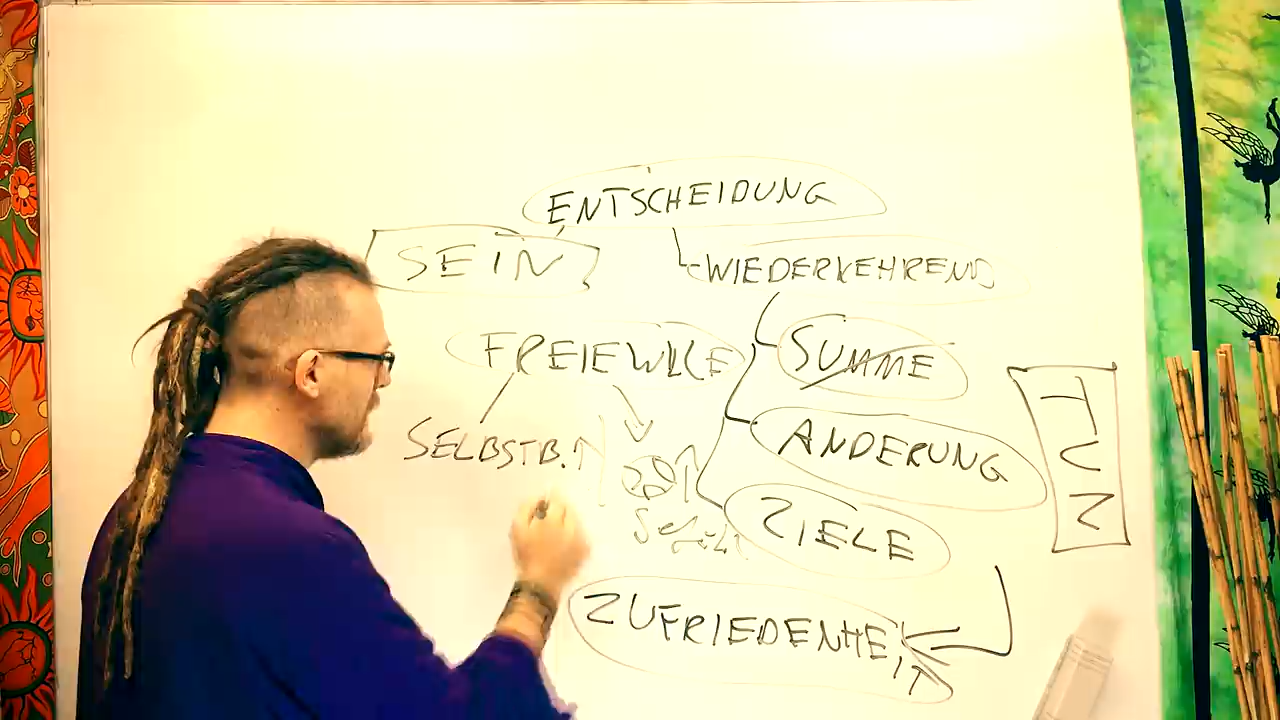 ENTSCHEIDUNG
SEIN
WIEDERKEHREND
FREIEWILLE
SUMME
SELBSTB.
ÄNDERUNG
ZIELE
TUN
ZUFRIEDENHEIT